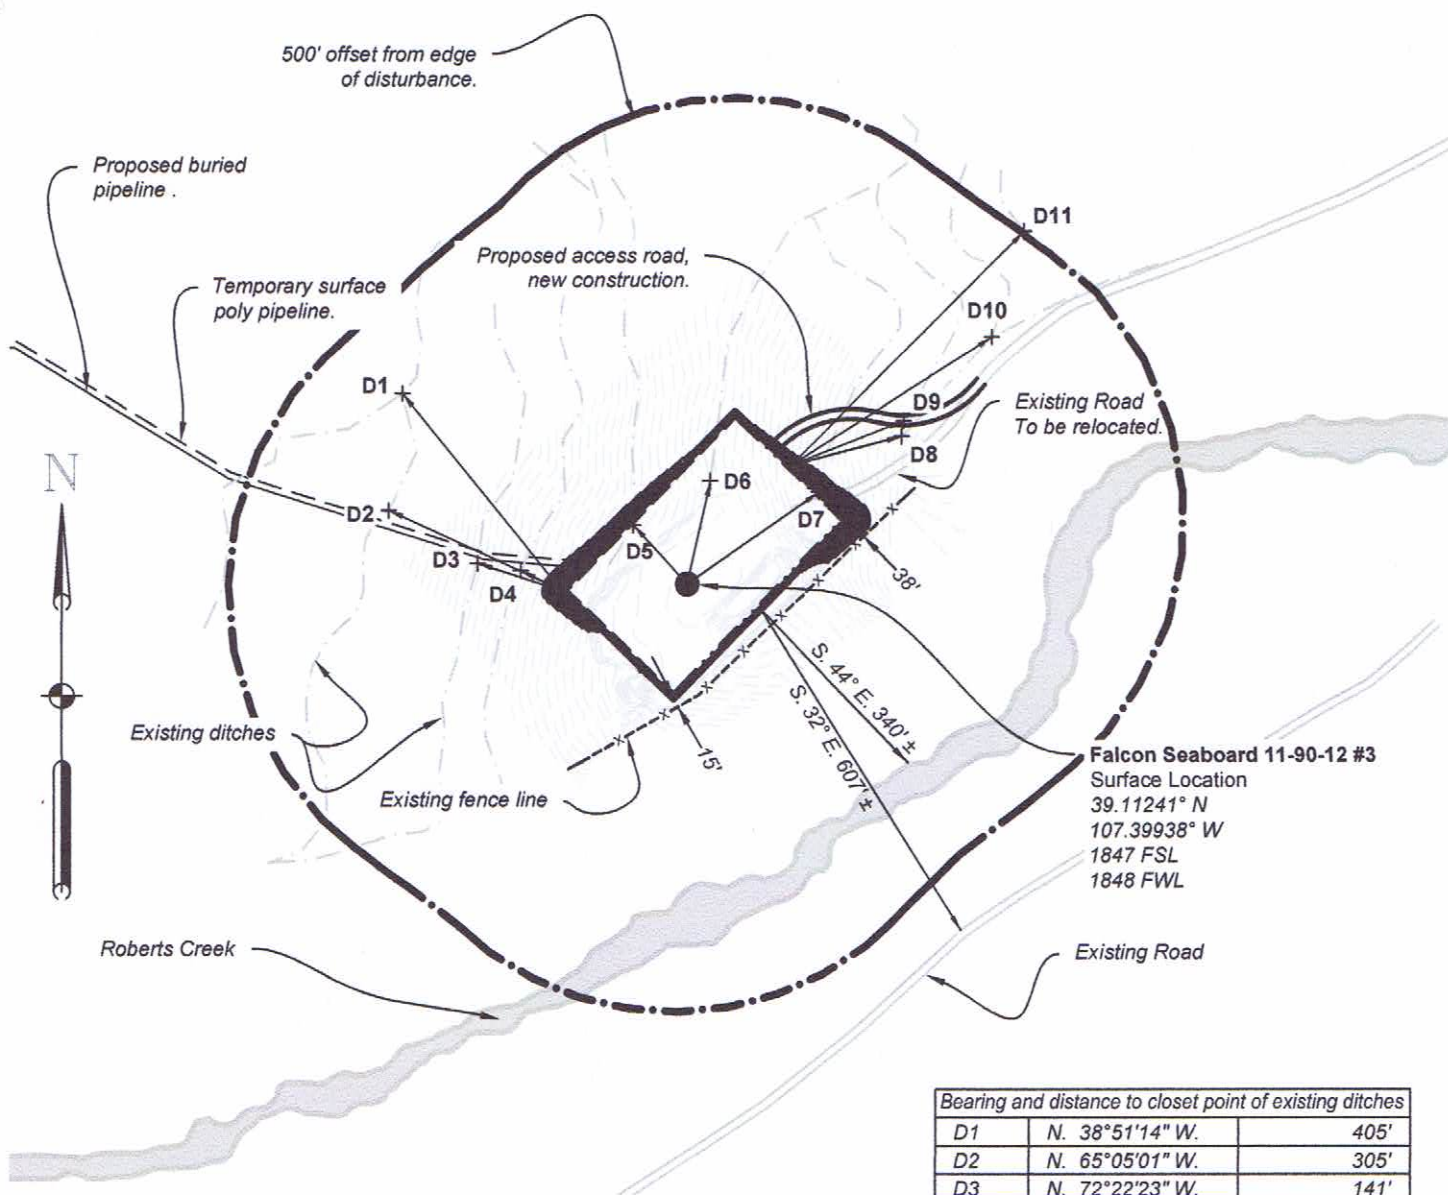 500' offset from edge
of disturbance.
Proposed buried
pipeline .
D11
Proposed access road,
new construction.
Temporary surface
poly pipeline.
D10
D1
D9
Existing Road
To be relocated.
D8
N
D6
D2
D7
D5
D3
D4
38'
S. 44° E. 340' ±
S. 32° E. 607' ±
Existing ditches
15'
Falcon Seaboard 11-90-12 #3
Surface Location
39.11241° N
107.39938° W
1847 FSL
1848 FWL
Existing fence line
Roberts Creek
Existing Road
Bearing and distance to closet point of existing ditches
D1 N. 38°51'14" W. 405'
D2 N. 65°05'01" W. 305'
D3 N. 72°22'23" W. 141'